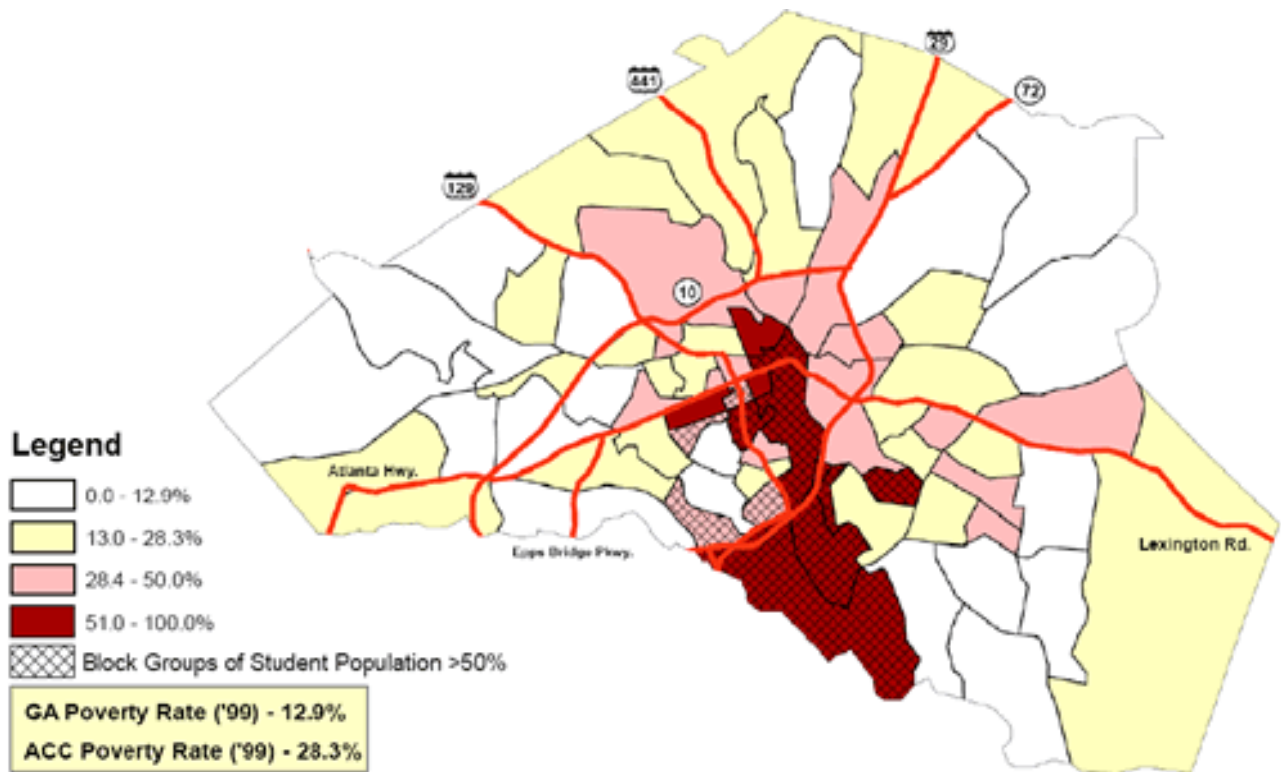 29
441
72
129
10
Legend
0.0 - 12.9%
13.0 - 28.3%
28.4 - 50.0%
51.0 - 100.0%
Block Groups of Student Population >50%
GA Poverty Rate ('99) - 12.9%
ACC Poverty Rate ('99) - 28.3%
Atlanta Hwy.
Epps Bridge Pkwy.
Lexington Rd.